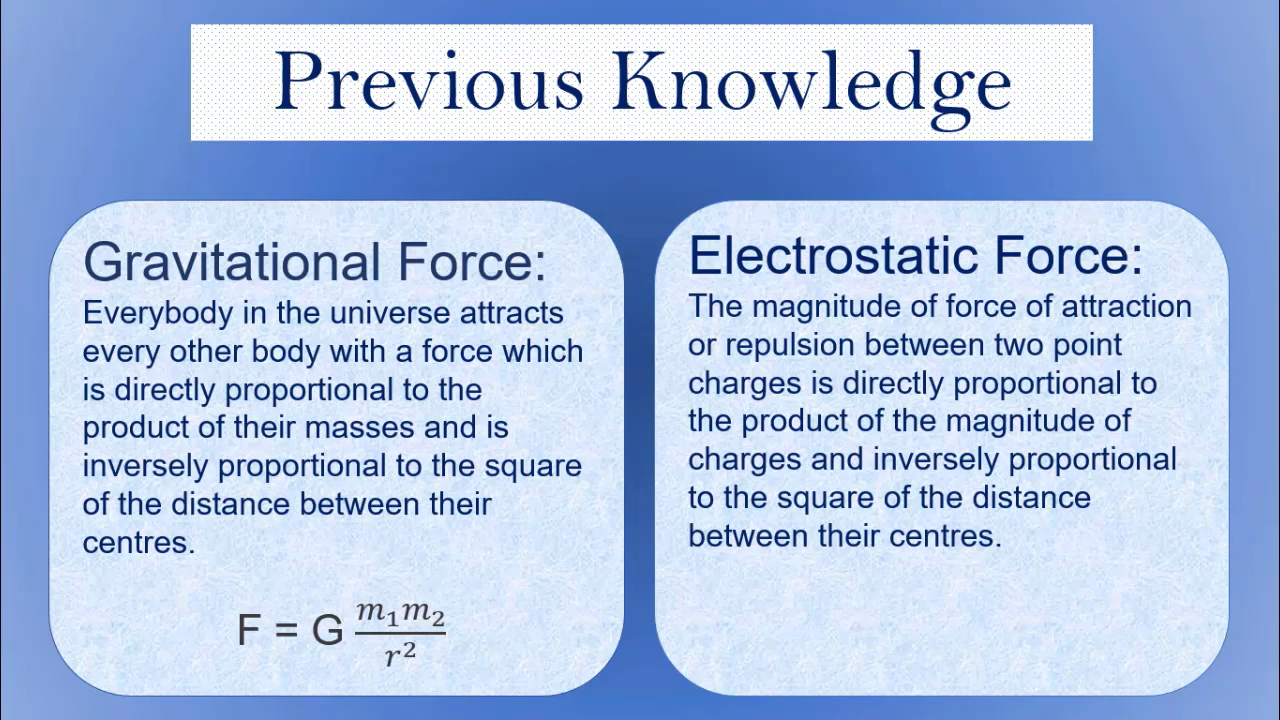 Previous Knowledge
Gravitational Force:
Everybody in the universe attracts
every other body with a force which
is directly proportional to the
product of their masses and is
inversely proportional to the square
of the distance between their
centres.
F = G m₁m₂ / r²
Electrostatic Force:
The magnitude of force of attraction
or repulsion between two point
charges is directly proportional to
the product of the magnitude of
charges and inversely proportional
to the square of the distance
between their centres.